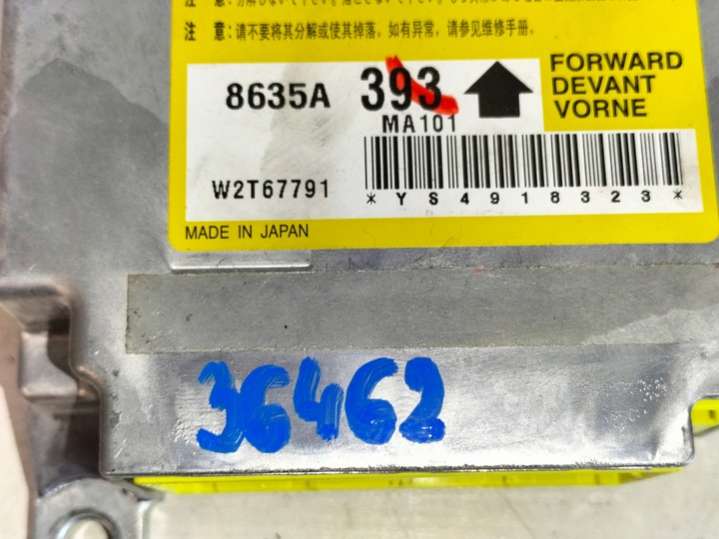 注 意:请不要将其分解或使其掉落。如有异常,请参见维修手册.
8635A 393
MA101
FORWARD
DEVANT
VORNE
W2T67791
*YS4918323*
MADE IN JAPAN
36462